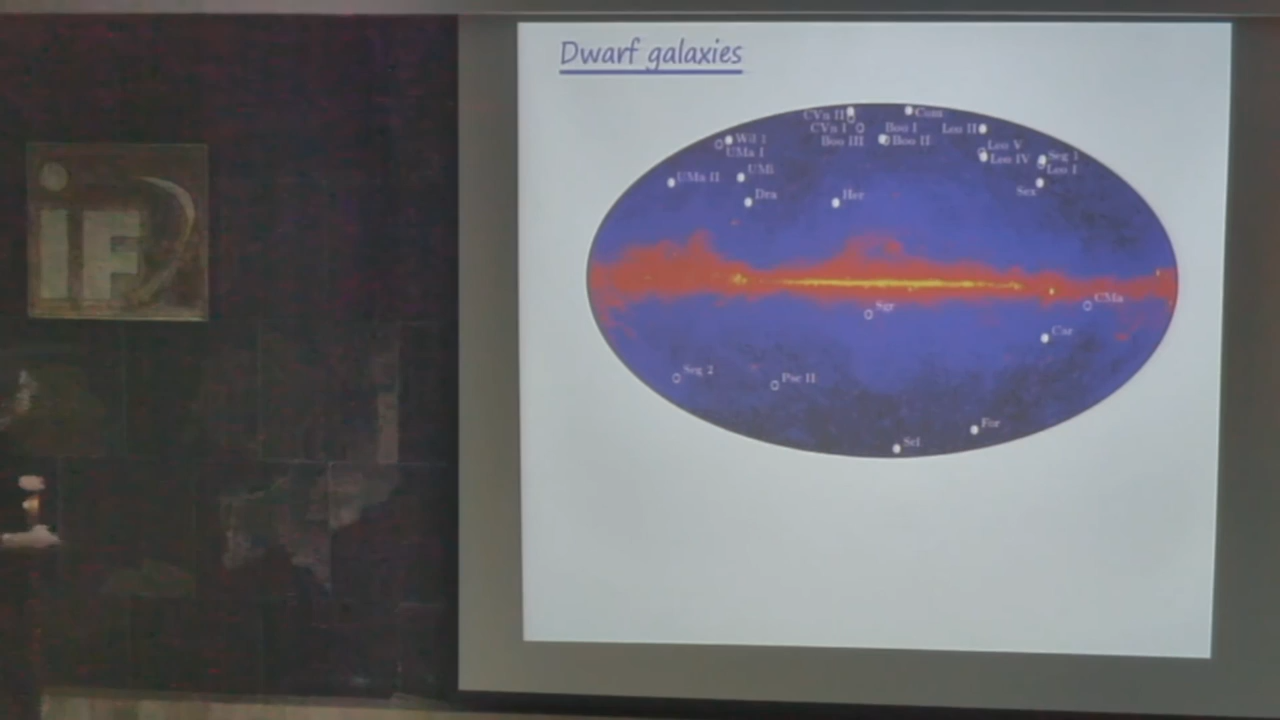 Dwarf galaxies
CVn II
Com
CVn I
Boo I
Leo II
Wil 1
Boo III
Boo II
UMa I
Leo V
Leo IV
Seg 1
Leo I
UMa II
UMi
Sex
Dra
Her
CMa
Sgr
Car
Seg 2
Psc II
For
Scl
iF